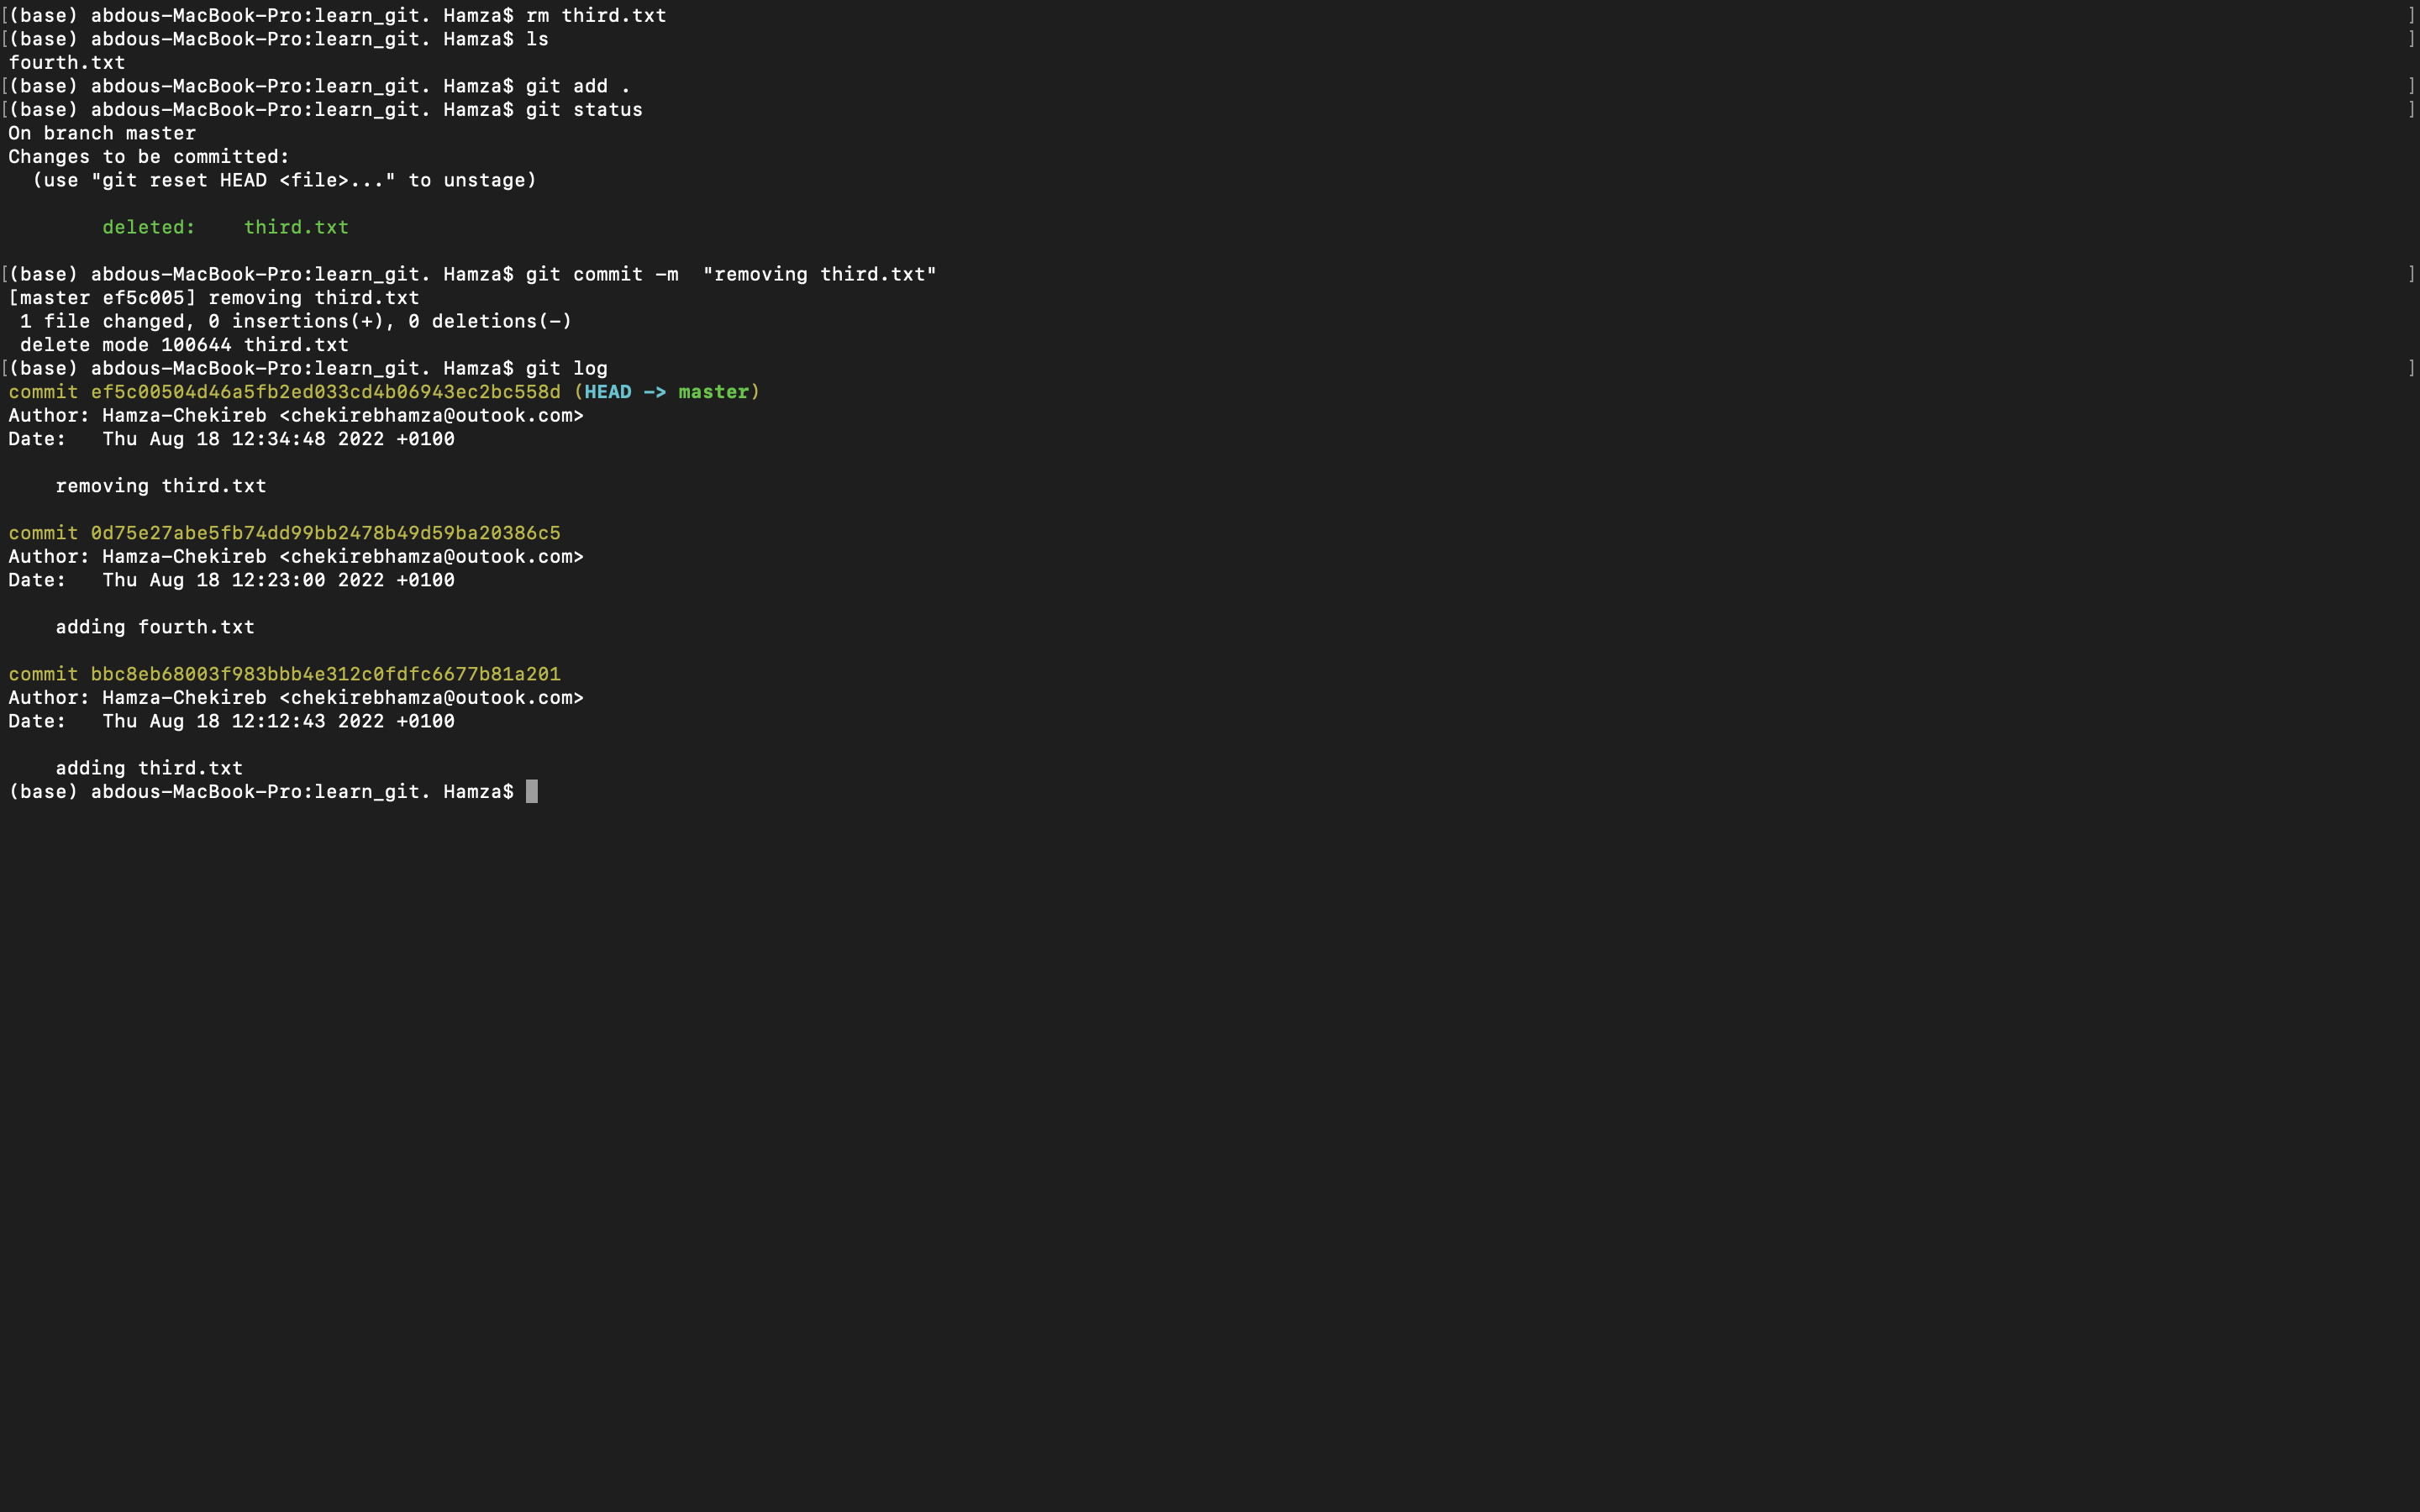 [(base) abdous-MacBook-Pro:learn_git. Hamza$ rm third.txt ]
[(base) abdous-MacBook-Pro:learn_git. Hamza$ ls ]
fourth.txt
[(base) abdous-MacBook-Pro:learn_git. Hamza$ git add . ]
[(base) abdous-MacBook-Pro:learn_git. Hamza$ git status ]
On branch master
Changes to be committed:
  (use "git reset HEAD <file>..." to unstage)
        deleted:    third.txt
[(base) abdous-MacBook-Pro:learn_git. Hamza$ git commit -m  "removing third.txt" ]
[master ef5c005] removing third.txt
 1 file changed, 0 insertions(+), 0 deletions(-)
 delete mode 100644 third.txt
[(base) abdous-MacBook-Pro:learn_git. Hamza$ git log ]
commit ef5c00504d46a5fb2ed033cd4b06943ec2bc558d (HEAD -> master)
Author: Hamza-Chekireb <chekirebhamza@outook.com>
Date:   Thu Aug 18 12:34:48 2022 +0100
    removing third.txt
commit 0d75e27abe5fb74dd99bb2478b49d59ba20386c5
Author: Hamza-Chekireb <chekirebhamza@outook.com>
Date:   Thu Aug 18 12:23:00 2022 +0100
    adding fourth.txt
commit bbc8eb68003f983bbb4e312c0fdfc6677b81a201
Author: Hamza-Chekireb <chekirebhamza@outook.com>
Date:   Thu Aug 18 12:12:43 2022 +0100
    adding third.txt
(base) abdous-MacBook-Pro:learn_git. Hamza$